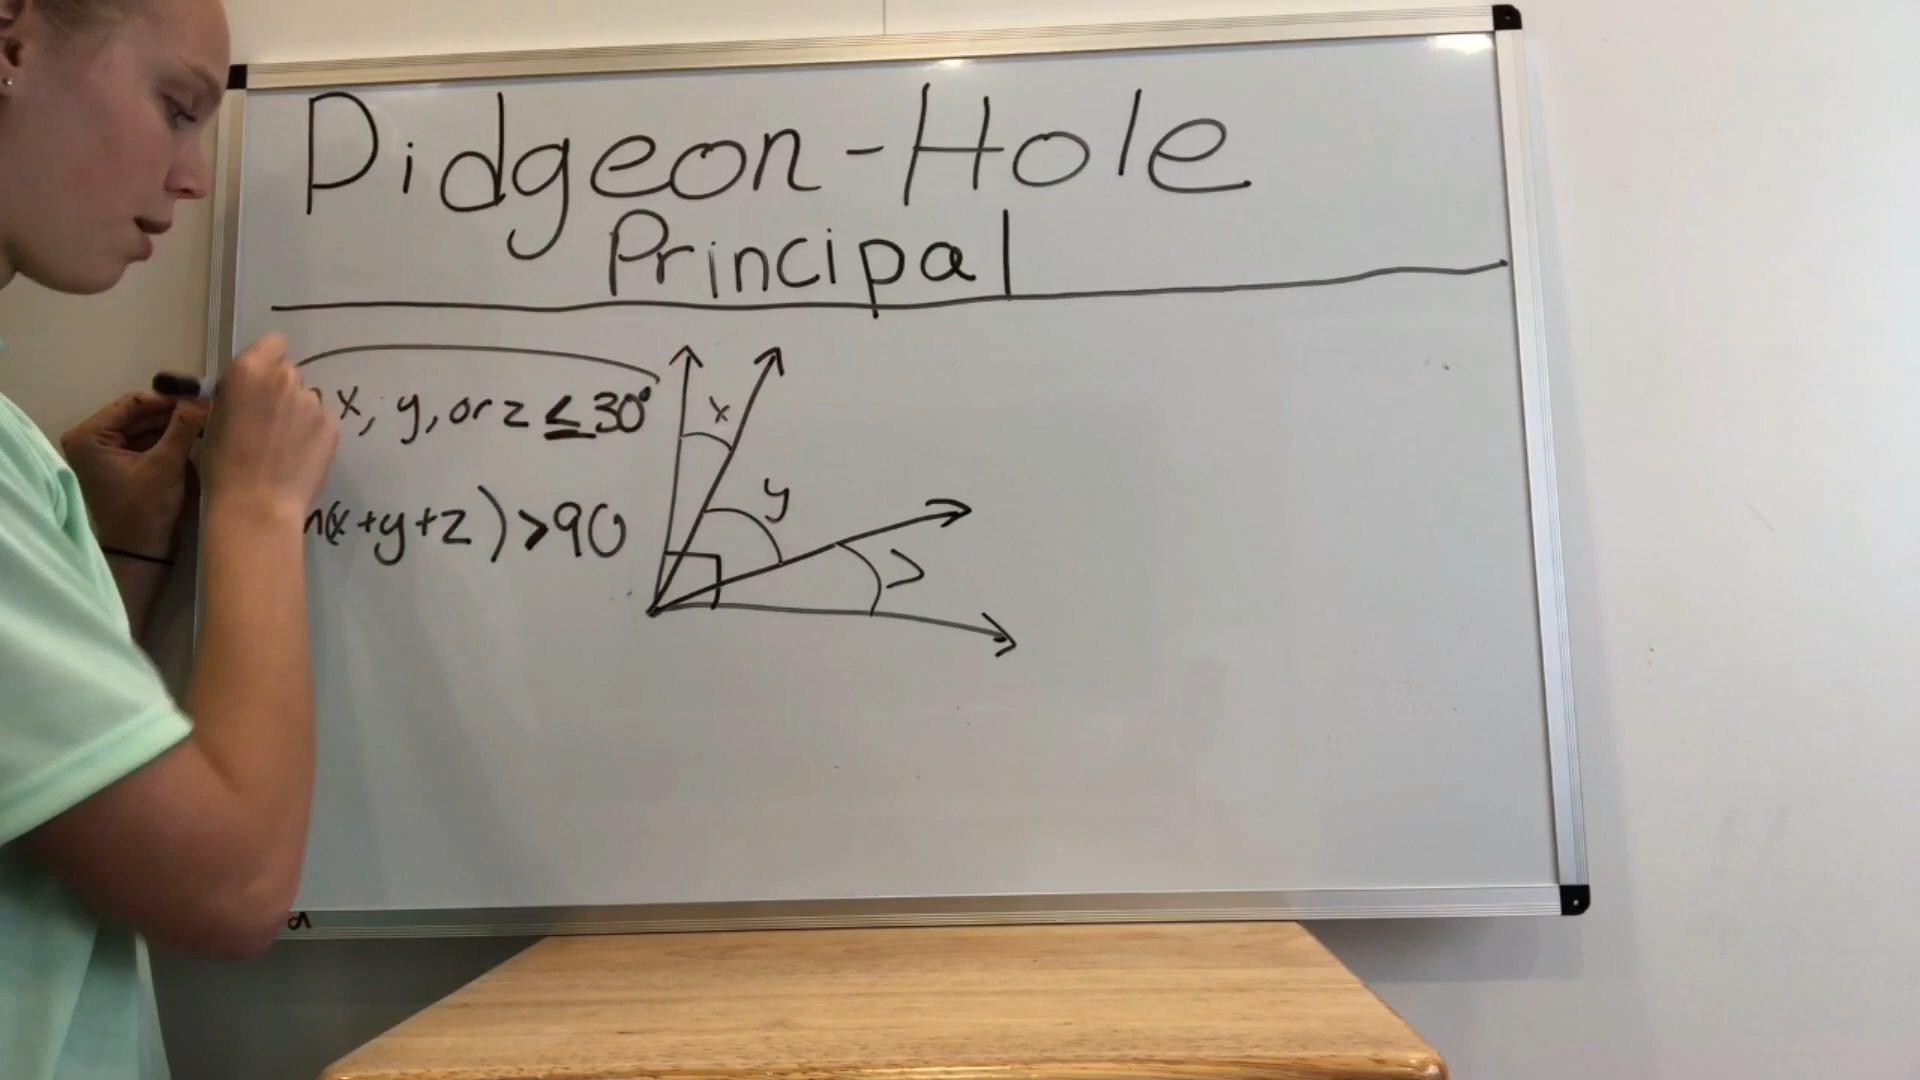 Pidgeon-Hole
Principal
x, y, or z ≤ 30°
(x+y+z) > 90
x
y
z